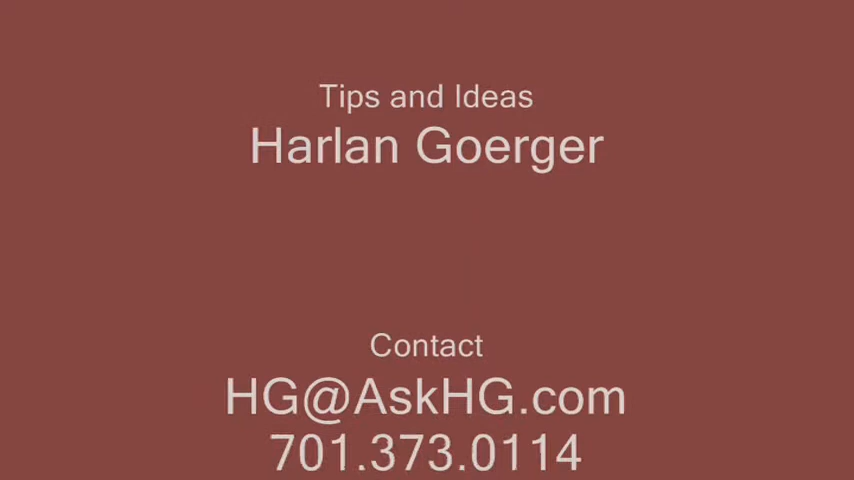 Tips and Ideas
Harlan Goerger
Contact
HG@AskHG.com
701.373.0114